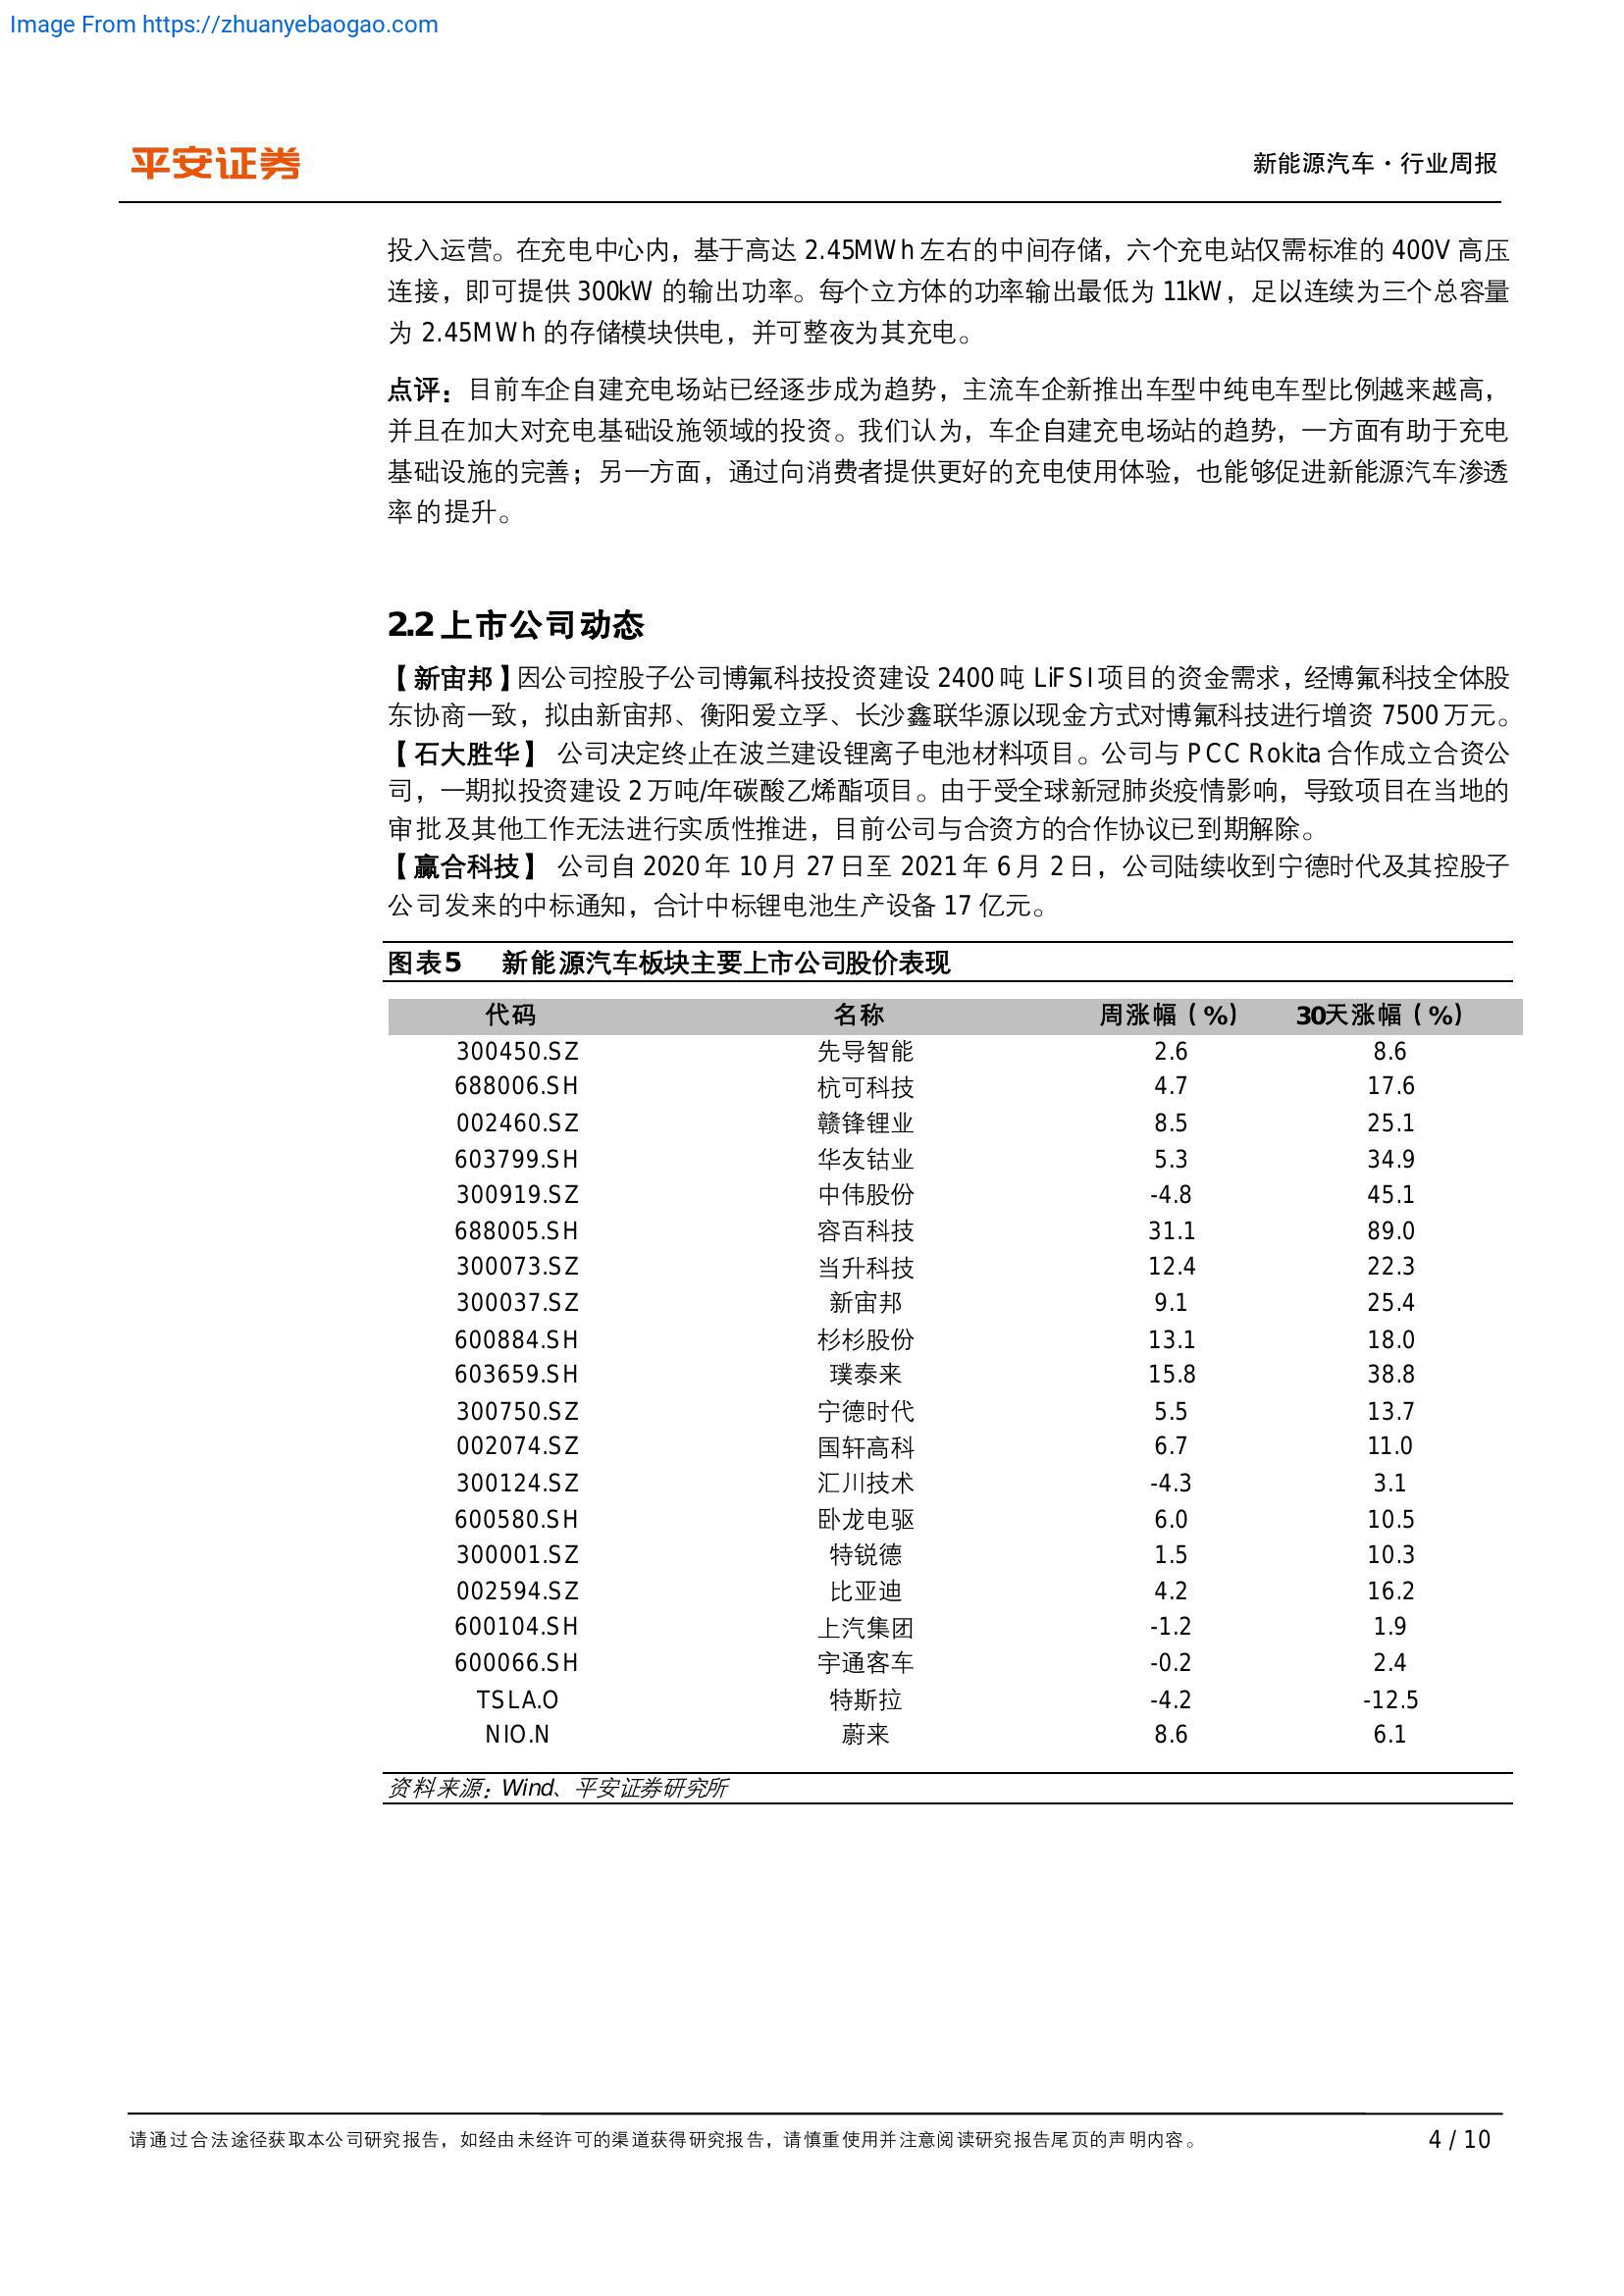 Image From https://zhuanyebaogao.com
平安证券
新能源汽车·行业周报
投入运营。在充电中心内，基于高达 2.45MWh 左右的中间存储，六个充电站仅需标准的 400V 高压
连接，即可提供 300kW 的输出功率。每个立方体的功率输出最低为 11kW，足以连续为三个总容量
为 2.45MWh 的存储模块供电，并可整夜为其充电。
点评：目前车企自建充电场站已经逐步成为趋势，主流车企新推出车型中纯电车型比例越来越高，
并且在加大对充电基础设施领域的投资。我们认为，车企自建充电场站的趋势，一方面有助于充电
基础设施的完善；另一方面，通过向消费者提供更好的充电使用体验，也能够促进新能源汽车渗透
率的提升。
2.2 上市公司动态
【新宙邦】因公司控股子公司博氟科技投资建设 2400 吨 LiFSI 项目的资金需求，经博氟科技全体股
东协商一致，拟由新宙邦、衡阳爱立孚、长沙鑫联华源以现金方式对博氟科技进行增资 7500 万元。
【石大胜华】 公司决定终止在波兰建设锂离子电池材料项目。公司与 PCC Rokita 合作成立合资公
司，一期拟投资建设 2 万吨/年碳酸乙烯酯项目。由于受全球新冠肺炎疫情影响，导致项目在当地的
审批及其他工作无法进行实质性推进，目前公司与合资方的合作协议已到期解除。
【赢合科技】 公司自 2020 年 10 月 27 日至 2021 年 6 月 2 日，公司陆续收到宁德时代及其控股子
公司发来的中标通知，合计中标锂电池生产设备 17 亿元。
图表5 新能源汽车板块主要上市公司股价表现
代码 名称 周涨幅（%） 30天涨幅（%）
300450.SZ 先导智能 2.6 8.6
688006.SH 杭可科技 4.7 17.6
002460.SZ 赣锋锂业 8.5 25.1
603799.SH 华友钴业 5.3 34.9
300919.SZ 中伟股份 -4.8 45.1
688005.SH 容百科技 31.1 89.0
300073.SZ 当升科技 12.4 22.3
300037.SZ 新宙邦 9.1 25.4
600884.SH 杉杉股份 13.1 18.0
603659.SH 璞泰来 15.8 38.8
300750.SZ 宁德时代 5.5 13.7
002074.SZ 国轩高科 6.7 11.0
300124.SZ 汇川技术 -4.3 3.1
600580.SH 卧龙电驱 6.0 10.5
300001.SZ 特锐德 1.5 10.3
002594.SZ 比亚迪 4.2 16.2
600104.SH 上汽集团 -1.2 1.9
600066.SH 宇通客车 -0.2 2.4
TSLA.O 特斯拉 -4.2 -12.5
NIO.N 蔚来 8.6 6.1
资料来源：Wind、平安证券研究所
请通过合法途径获取本公司研究报告，如经由未经许可的渠道获得研究报告，请慎重使用并注意阅读研究报告尾页的声明内容。
4 / 10